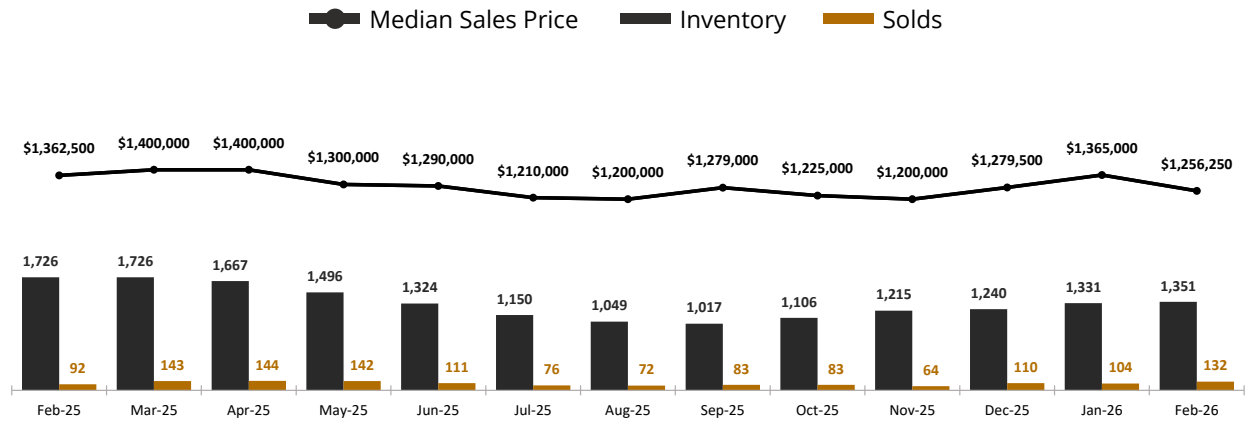 Median Sales Price Inventory Solds
$1,362,500 $1,400,000 $1,400,000 $1,300,000 $1,290,000 $1,210,000 $1,200,000 $1,279,000 $1,225,000 $1,200,000 $1,279,500 $1,365,000 $1,256,250
1,726 1,726 1,667 1,496 1,324 1,150 1,049 1,017 1,106 1,215 1,240 1,331 1,351
92 143 144 142 111 76 72 83 83 64 110 104 132
Feb-25 Mar-25 Apr-25 May-25 Jun-25 Jul-25 Aug-25 Sep-25 Oct-25 Nov-25 Dec-25 Jan-26 Feb-26